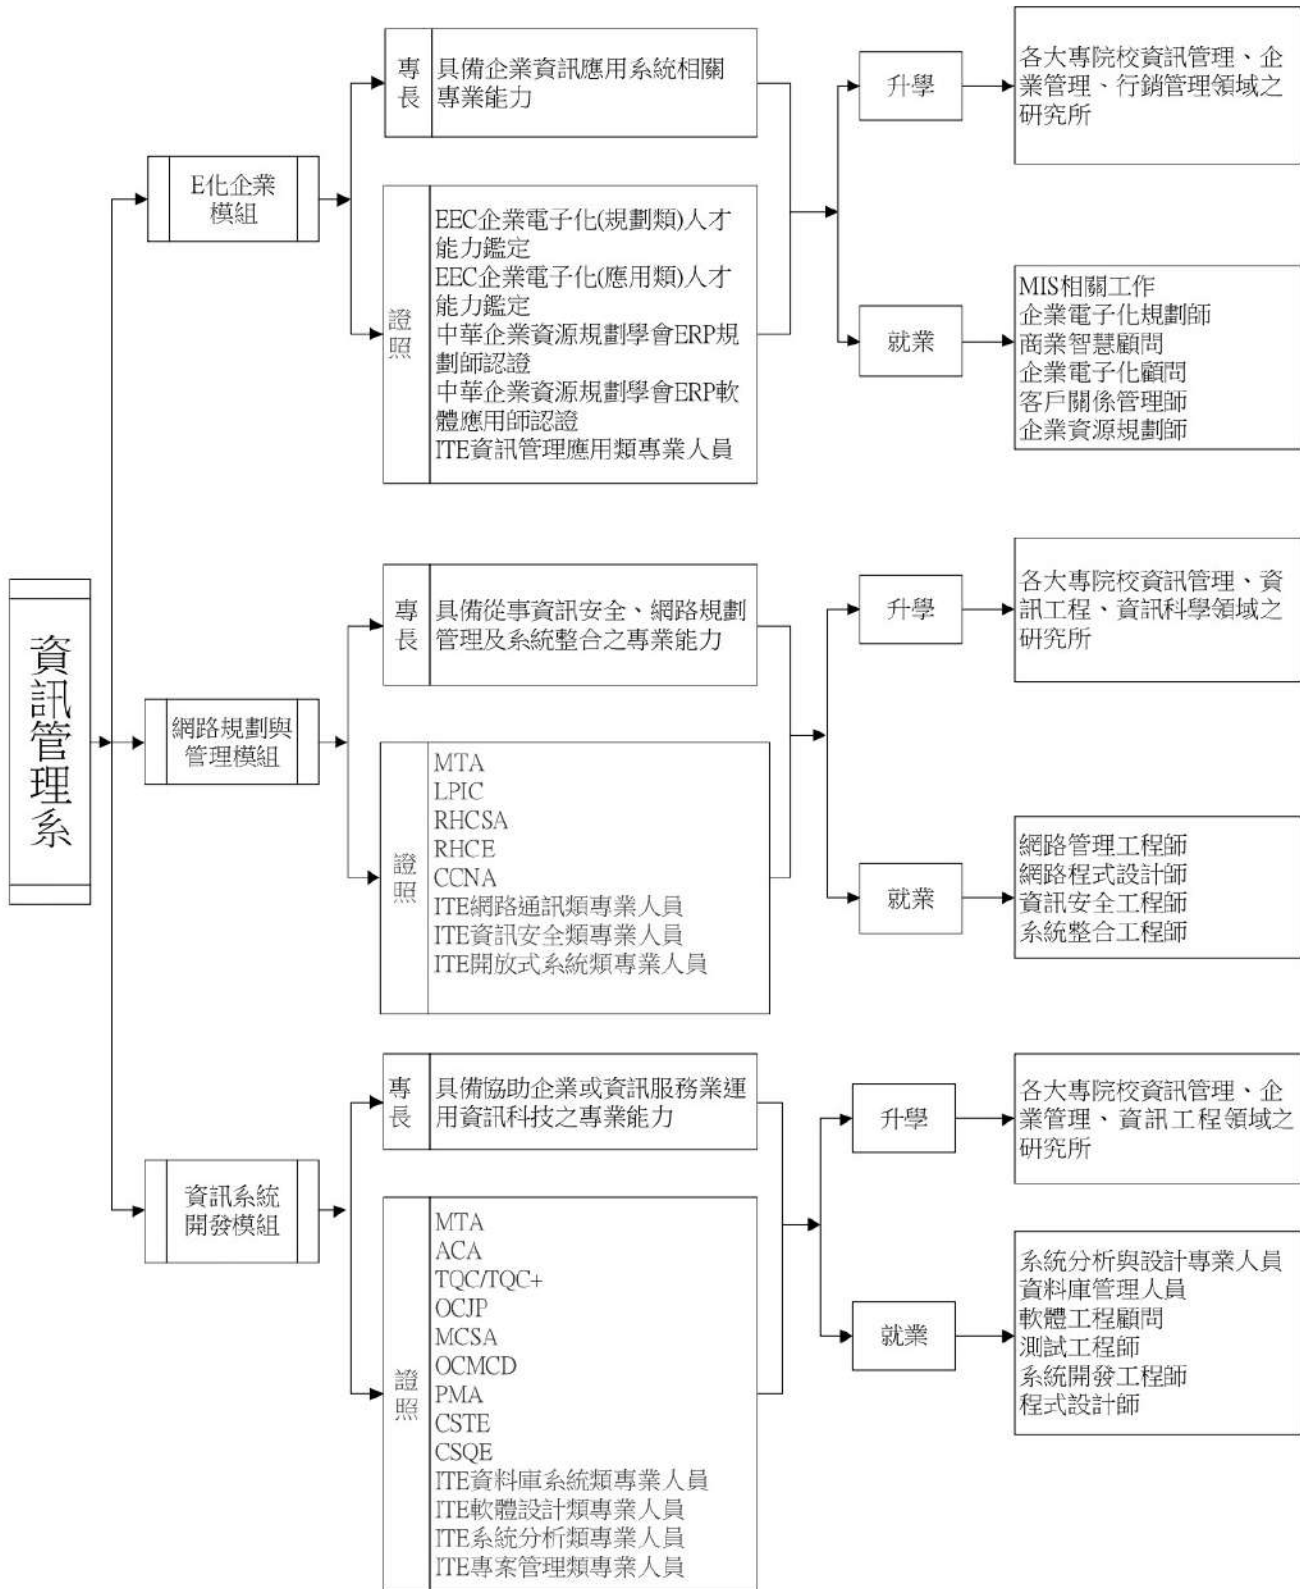 資訊管理系
E化企業
模組
專長
具備企業資訊應用系統相關
專業能力
證照
EEC企業電子化(規劃類)人才
能力鑑定
EEC企業電子化(應用類)人才
能力鑑定
中華企業資源規劃學會ERP規
劃師認證
中華企業資源規劃學會ERP軟
體應用師認證
ITE資訊管理應用類專業人員
升學
各大專院校資訊管理、企
業管理、行銷管理領域之
研究所
就業
MIS相關工作
企業電子化規劃師
商業智慧顧問
企業電子化顧問
客戶關係管理師
企業資源規劃師
網路規劃與
管理模組
專長
具備從事資訊安全、網路規劃
管理及系統整合之專業能力
證照
MTA
LPIC
RHCSA
RHCE
CCNA
ITE網路通訊類專業人員
ITE資訊安全類專業人員
ITE開放式系統類專業人員
升學
各大專院校資訊管理、資
訊工程、資訊科學領域之
研究所
就業
網路管理工程師
網路程式設計師
資訊安全工程師
系統整合工程師
資訊系統
開發模組
專長
具備協助企業或資訊服務業運
用資訊科技之專業能力
證照
MTA
ACA
TQC/TQC+
OCJP
MCSA
OCMCD
PMA
CSTE
CSQE
ITE資料庫系統類專業人員
ITE軟體設計類專業人員
ITE系統分析類專業人員
ITE專案管理類專業人員
升學
各大專院校資訊管理、企
業管理、資訊工程領域之
研究所
就業
系統分析與設計專業人員
資料庫管理人員
軟體工程顧問
測試工程師
系統開發工程師
程式設計師